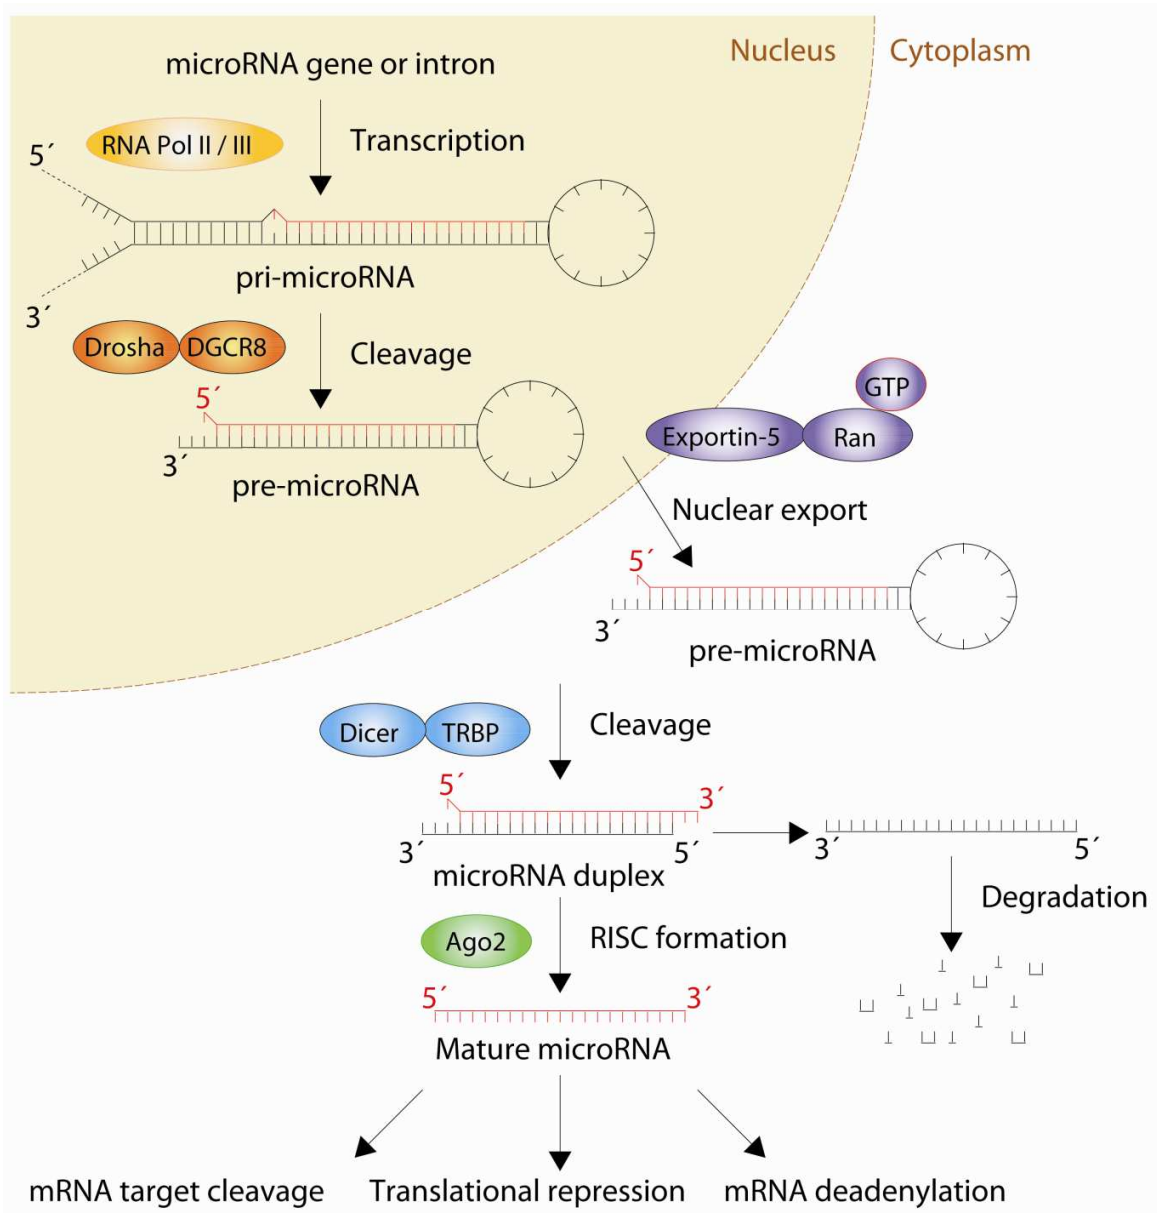 Nucleus Cytoplasm
microRNA gene or intron
RNA Pol II / III
Transcription
5´
pri-microRNA
3´
Drosha DGCR8
Cleavage
5´
3´
pre-microRNA
GTP
Exportin-5 Ran
Nuclear export
5´
3´
pre-microRNA
Dicer TRBP
Cleavage
5´ 3´
3´ 5´
microRNA duplex
3´ 5´
Degradation
Ago2
RISC formation
5´ 3´
Mature microRNA
mRNA target cleavage Translational repression mRNA deadenylation